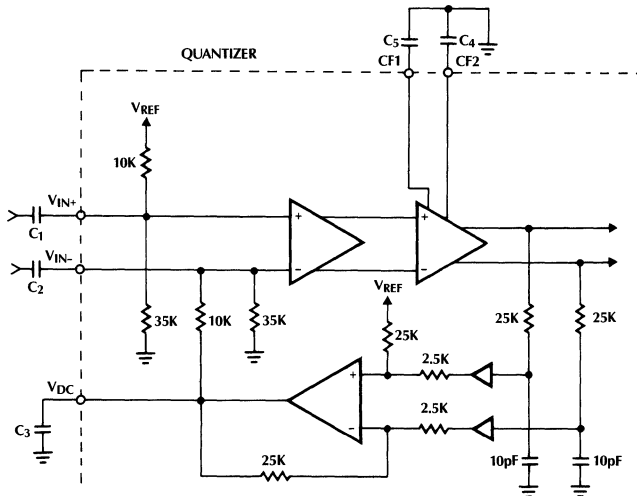 C5
C4
QUANTIZER
CF1
CF2
VREF
10K
VIN+
+
+
C1
VIN–
–
–
C2
VREF
35K
10K
35K
25K
25K
25K
VDC
+
2.5K
C3
–
2.5K
25K
10pF
10pF